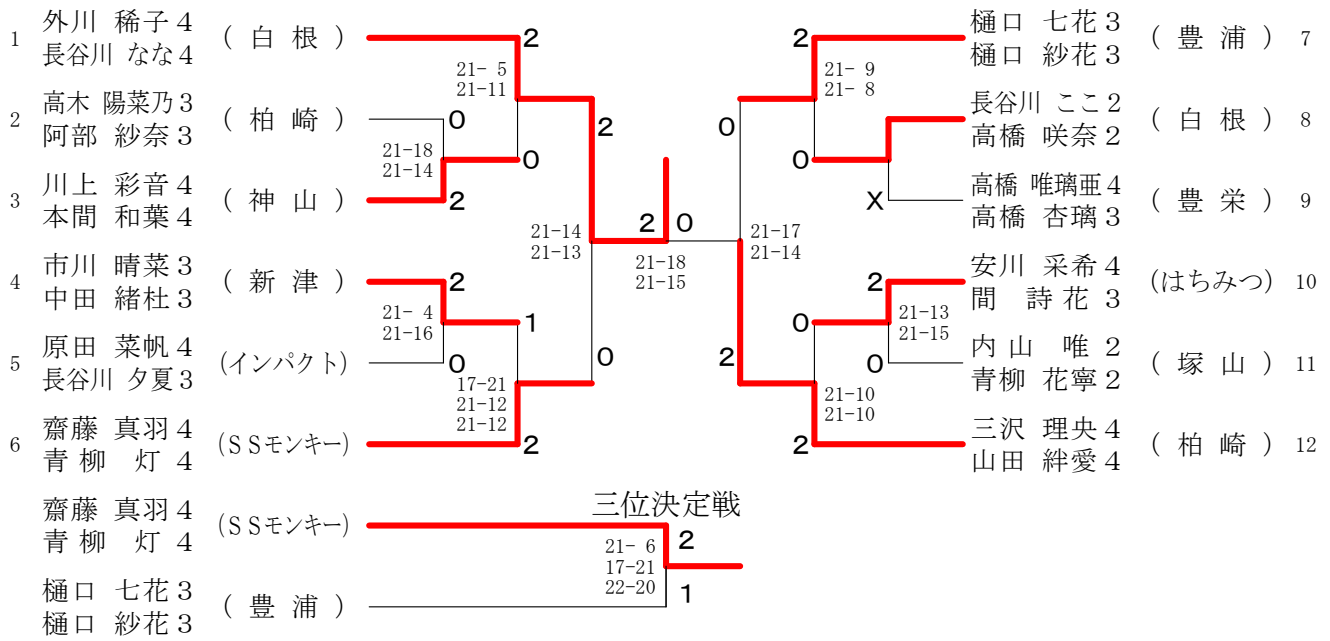 1 外川 稀子 4 ( 白 根 ) 2
長谷川 なな 4
21- 5
21-11
2 高木 陽菜乃 3 ( 柏 崎 ) 0
阿部 紗奈 3
21-18
21-14
0
2
3 川上 彩音 4 ( 神 山 ) 2
本間 和葉 4
21-14
21-13
4 市川 晴菜 3 ( 新 津 ) 2
中田 緒杜 3
21- 4
21-16
1
5 原田 菜帆 4 (インパクト) 0
長谷川 夕夏 3
0
17-21
21-12
21-12
6 齋藤 真羽 4 (ＳＳモンキー) 2
青柳 灯 4
2 0
21-18
21-15
2 樋口 七花 3 ( 豊 浦 ) 7
樋口 紗花 3
21- 9
21- 8
0
長谷川 ここ 2 ( 白 根 ) 8
高橋 咲奈 2
0
X 高橋 唯璃亜 4 ( 豊 栄 ) 9
高橋 杏璃 3
21-17
21-14
2 安川 采希 4 (はちみつ) 10
間 詩花 3
21-13
21-15
0
0 内山 唯 2 ( 塚 山 ) 11
青柳 花寧 2
2
21-10
21-10
2 三沢 理央 4 ( 柏 崎 ) 12
山田 絆愛 4
三位決定戦
齋藤 真羽 4 (ＳＳモンキー) 2
青柳 灯 4
21- 6
17-21
22-20
樋口 七花 3 ( 豊 浦 ) 1
樋口 紗花 3